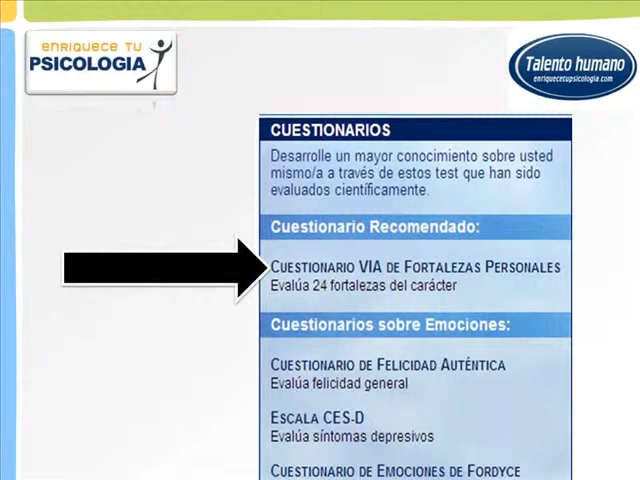 enriquece tu
PSICOLOGIA
Talento humano
enriquecetupsicologia.com
CUESTIONARIOS
Desarrolle un mayor conocimiento sobre usted
mismo/a a través de estos test que han sido
evaluados científicamente.
Cuestionario Recomendado:
CUESTIONARIO VIA DE FORTALEZAS PERSONALES
Evalúa 24 fortalezas del carácter
Cuestionarios sobre Emociones:
CUESTIONARIO DE FELICIDAD AUTÉNTICA
Evalúa felicidad general
ESCALA CES-D
Evalúa síntomas depresivos
CUESTIONARIO DE EMOCIONES DE FORDYCE